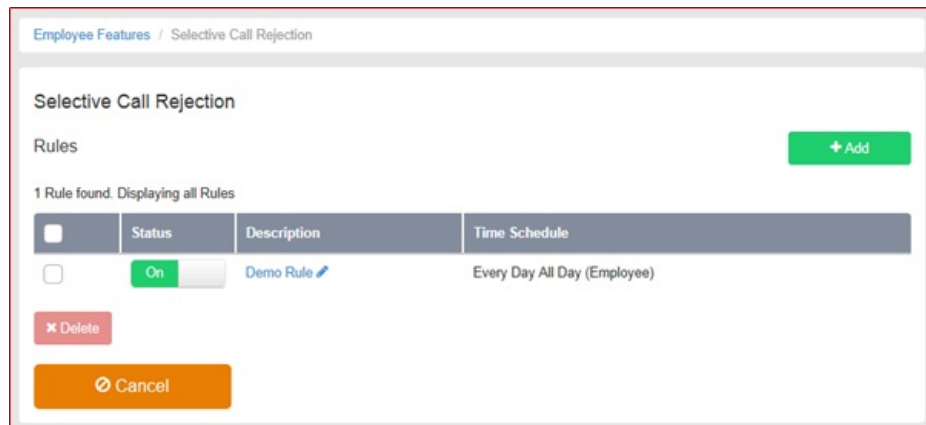 Employee Features / Selective Call Rejection
Selective Call Rejection
Rules
+ Add
1 Rule found. Displaying all Rules
Status Description Time Schedule
On Demo Rule Every Day All Day (Employee)
Delete
Cancel